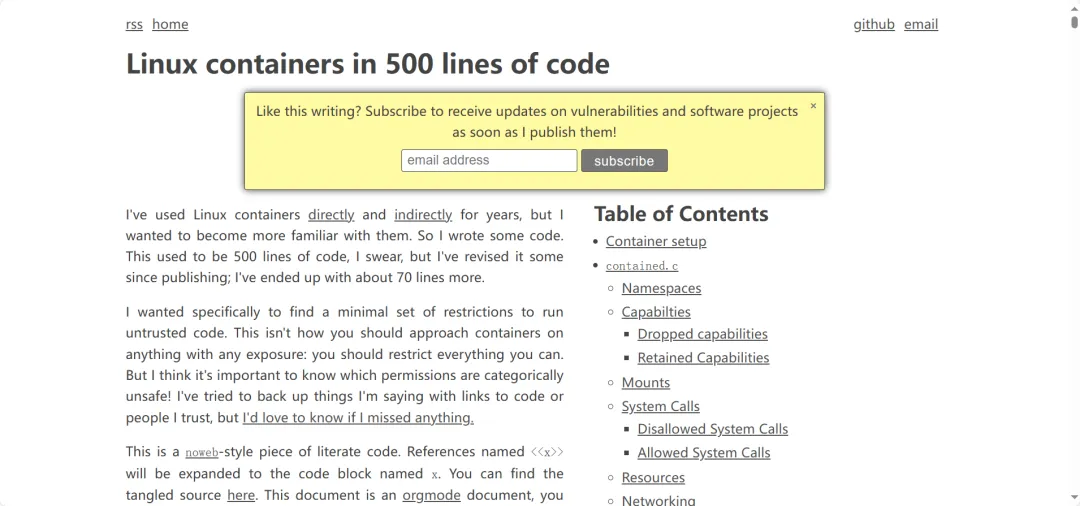 rss home
github email
Linux containers in 500 lines of code
Like this writing? Subscribe to receive updates on vulnerabilities and software projects
as soon as I publish them!
×
email address
subscribe
I've used Linux containers directly and indirectly for years, but I
wanted to become more familiar with them. So I wrote some code.
This used to be 500 lines of code, I swear, but I've revised it some
since publishing; I've ended up with about 70 lines more.
I wanted specifically to find a minimal set of restrictions to run
untrusted code. This isn't how you should approach containers on
anything with any exposure: you should restrict everything you can.
But I think it's important to know which permissions are categorically
unsafe! I've tried to back up things I'm saying with links to code or
people I trust, but I'd love to know if I missed anything.
This is a noweb-style piece of literate code. References named <<x>>
will be expanded to the code block named x. You can find the
tangled source here. This document is an orgmode document, you
Table of Contents
Container setup
contained.c
Namespaces
Capabilties
Dropped capabilities
Retained Capabilities
Mounts
System Calls
Disallowed System Calls
Allowed System Calls
Resources
Networking